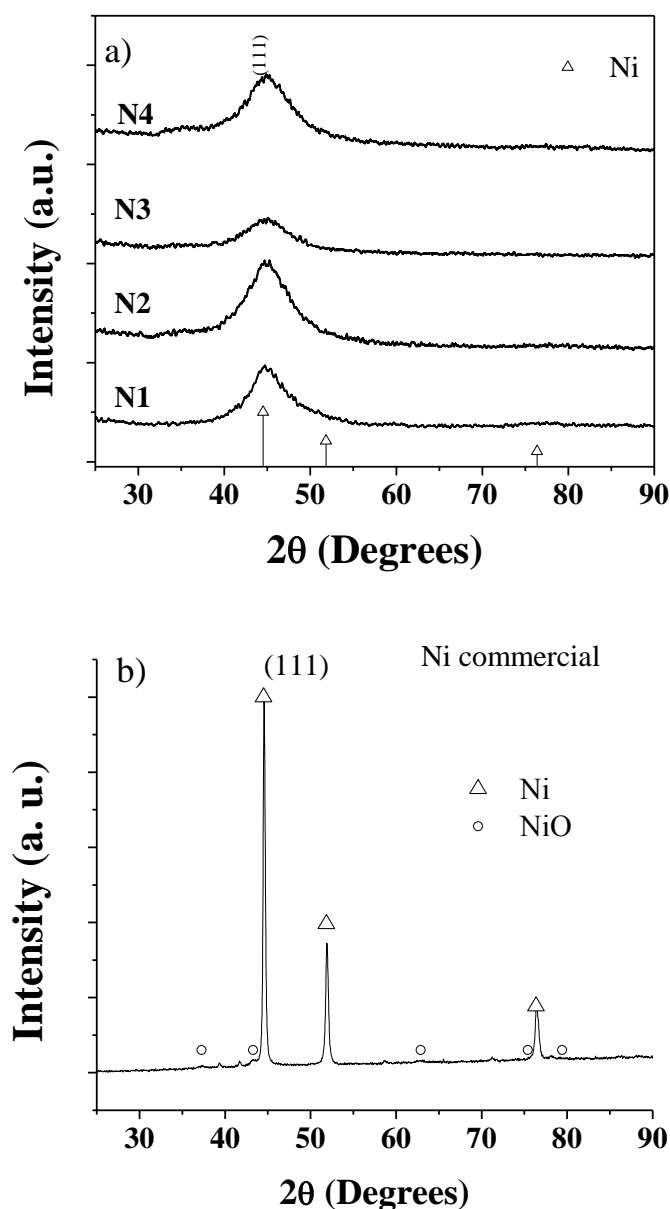 a)
(111)
Ni
N4
N3
N2
N1
Intensity (a.u.)
30 40 50 60 70 80 90
2θ (Degrees)
b)
(111)
Ni commercial
Ni
NiO
Intensity (a. u.)
30 40 50 60 70 80 90
2θ (Degrees)